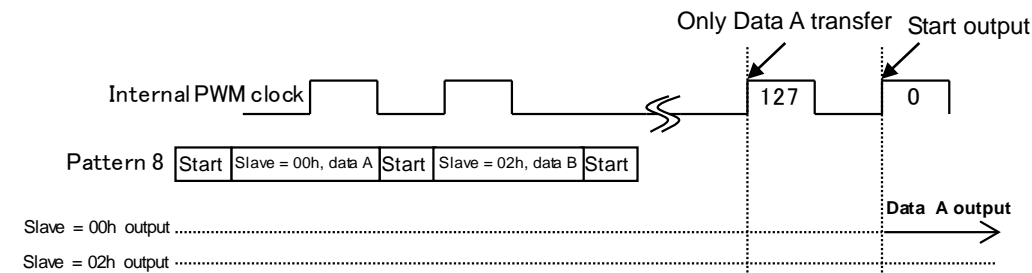 Only Data A transfer
Start output
Internal PWM clock
127
0
Pattern 8
Start
Slave = 00h, data A
Start
Slave = 02h, data B
Start
Data A output
Slave = 00h output
Slave = 02h output